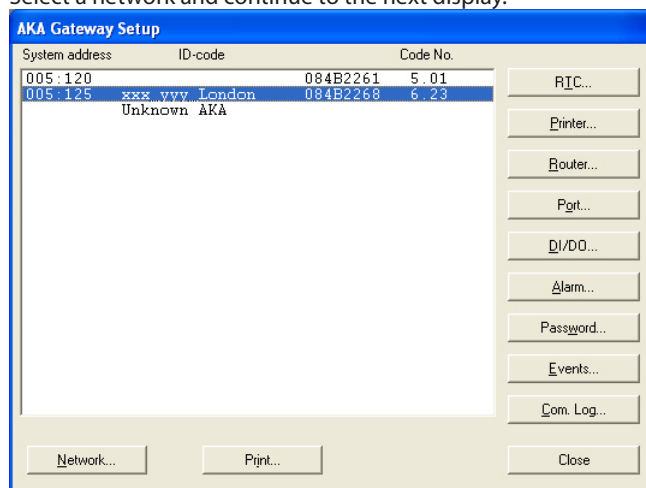 Select a network and continue to the next display.
AKA Gateway Setup
System address ID-code Code No.
005:120 084B2261 5.01
005:125 xxx yyy London 084B2268 6.23
Unknown AKA
RTC...
Printer...
Router...
Port...
DI/DO...
Alarm...
Password...
Events...
Com. Log...
Network... Print... Close